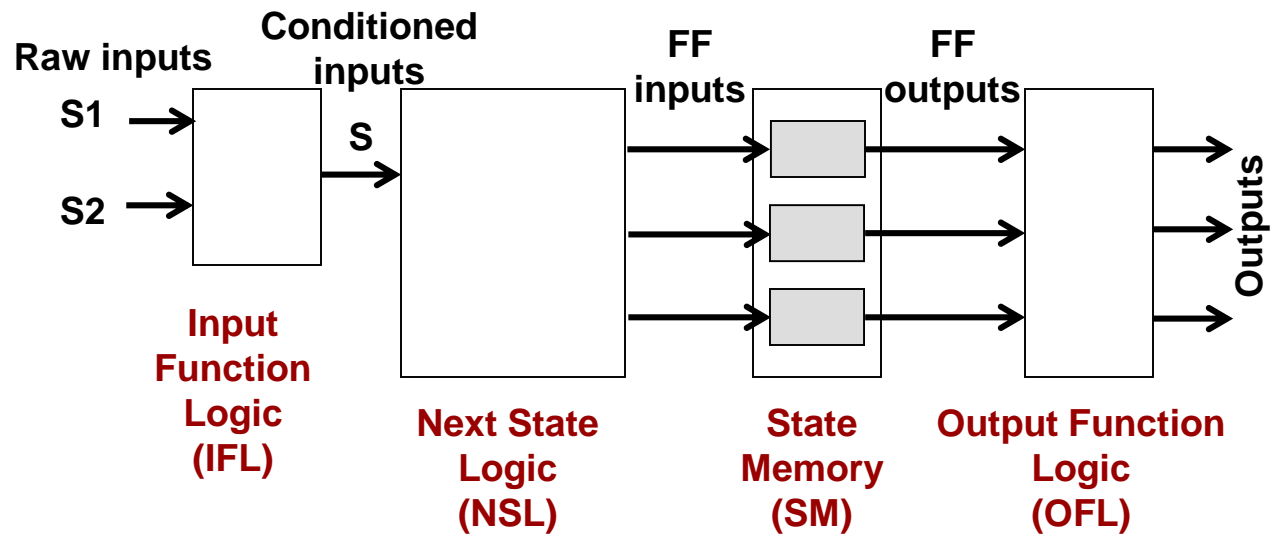 Raw inputs
S1
S2
Conditioned
inputs
S
FF
inputs
FF
outputs
Outputs
Input
Function
Logic
(IFL)
Next State
Logic
(NSL)
State
Memory
(SM)
Output Function
Logic
(OFL)